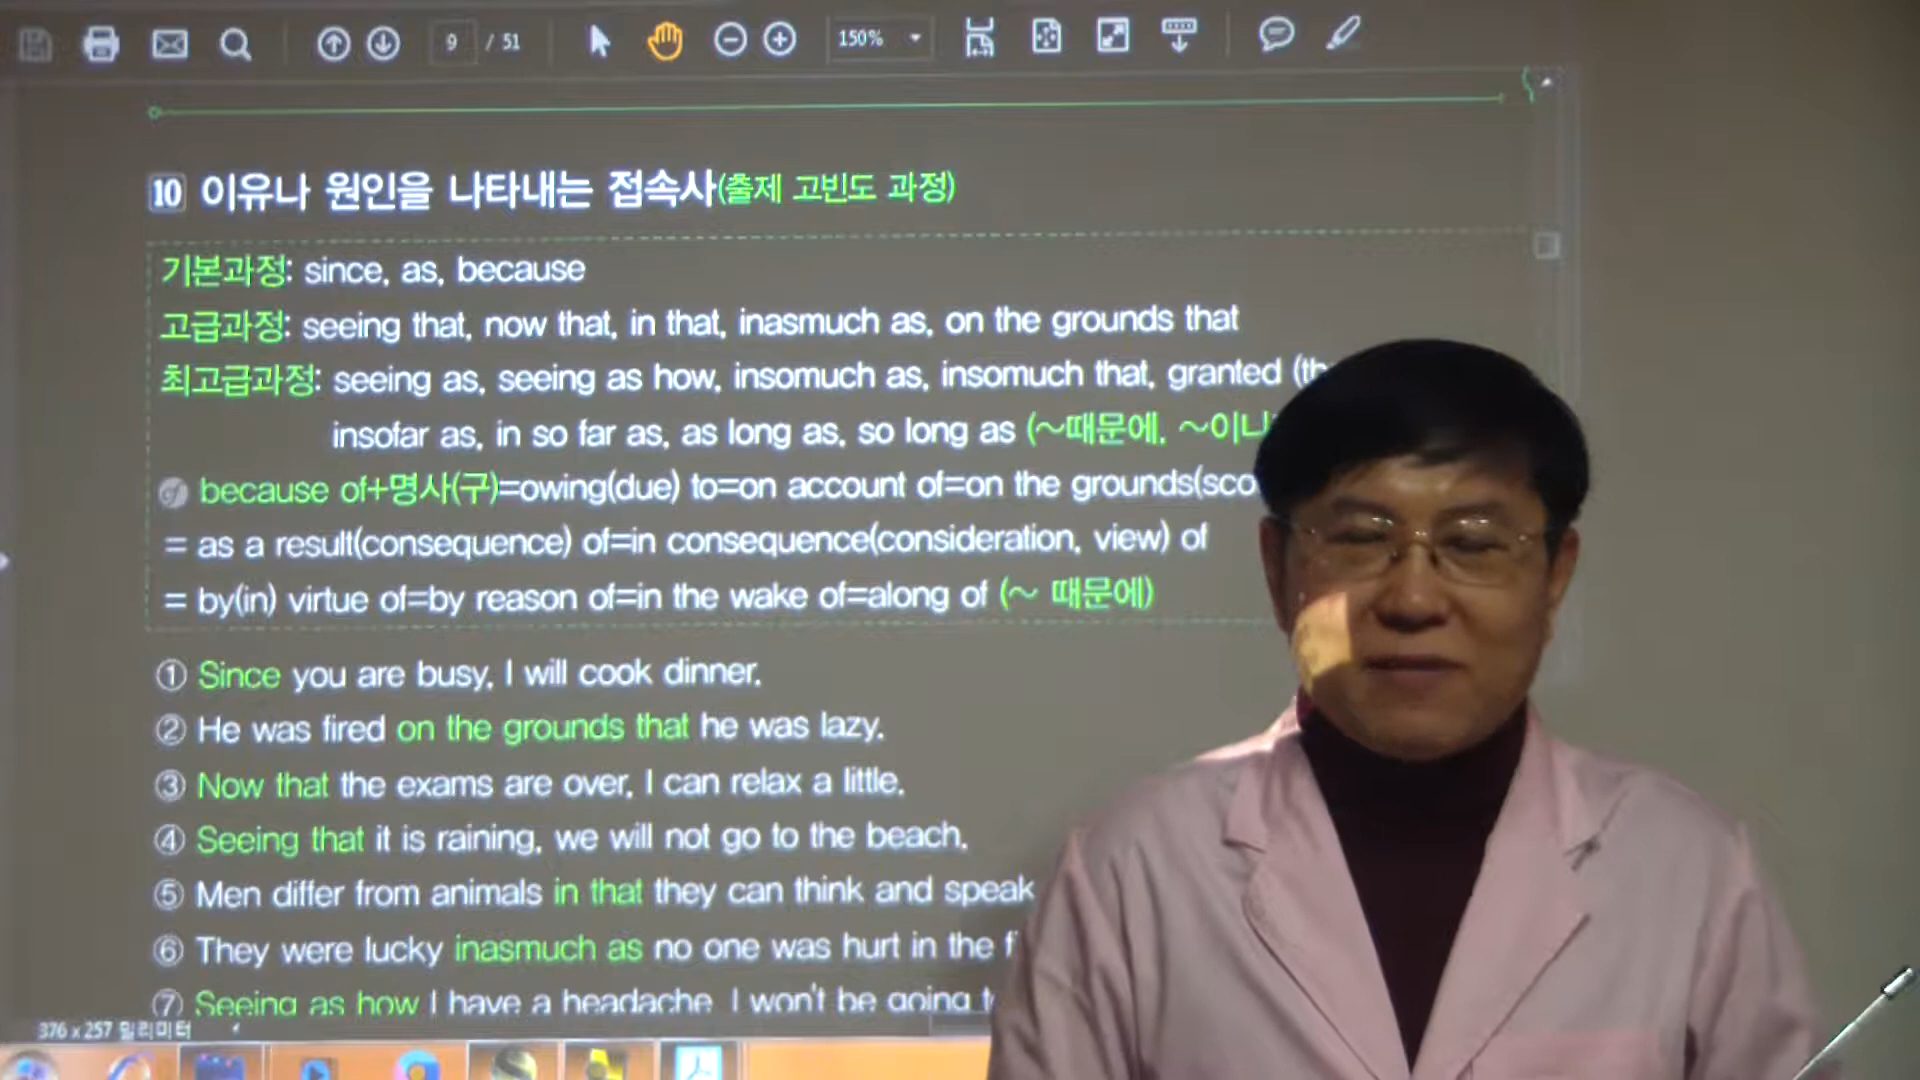 9 / 51
150%
10 이유나 원인을 나타내는 접속사(출제 고빈도 과정)
기본과정: since, as, because
고급과정: seeing that, now that, in that, inasmuch as, on the grounds that
최고급과정: seeing as, seeing as how, insomuch as, insomuch that, granted
insofar as, in so far as, as long as, so long as (~때문에, ~이니
because of+명사(구)=owing(due) to=on account of=on the grounds(sco
= as a result(consequence) of=in consequence(consideration, view) of
= by(in) virtue of=by reason of=in the wake of=along of (~ 때문에)
① Since you are busy, I will cook dinner.
② He was fired on the grounds that he was lazy.
③ Now that the exams are over, I can relax a little.
④ Seeing that it is raining, we will not go to the beach.
⑤ Men differ from animals in that they can think and speak
⑥ They were lucky inasmuch as no one was hurt in the
⑦ Seeing as how I have a headache, I won't be going
376 x 257 밀리미터